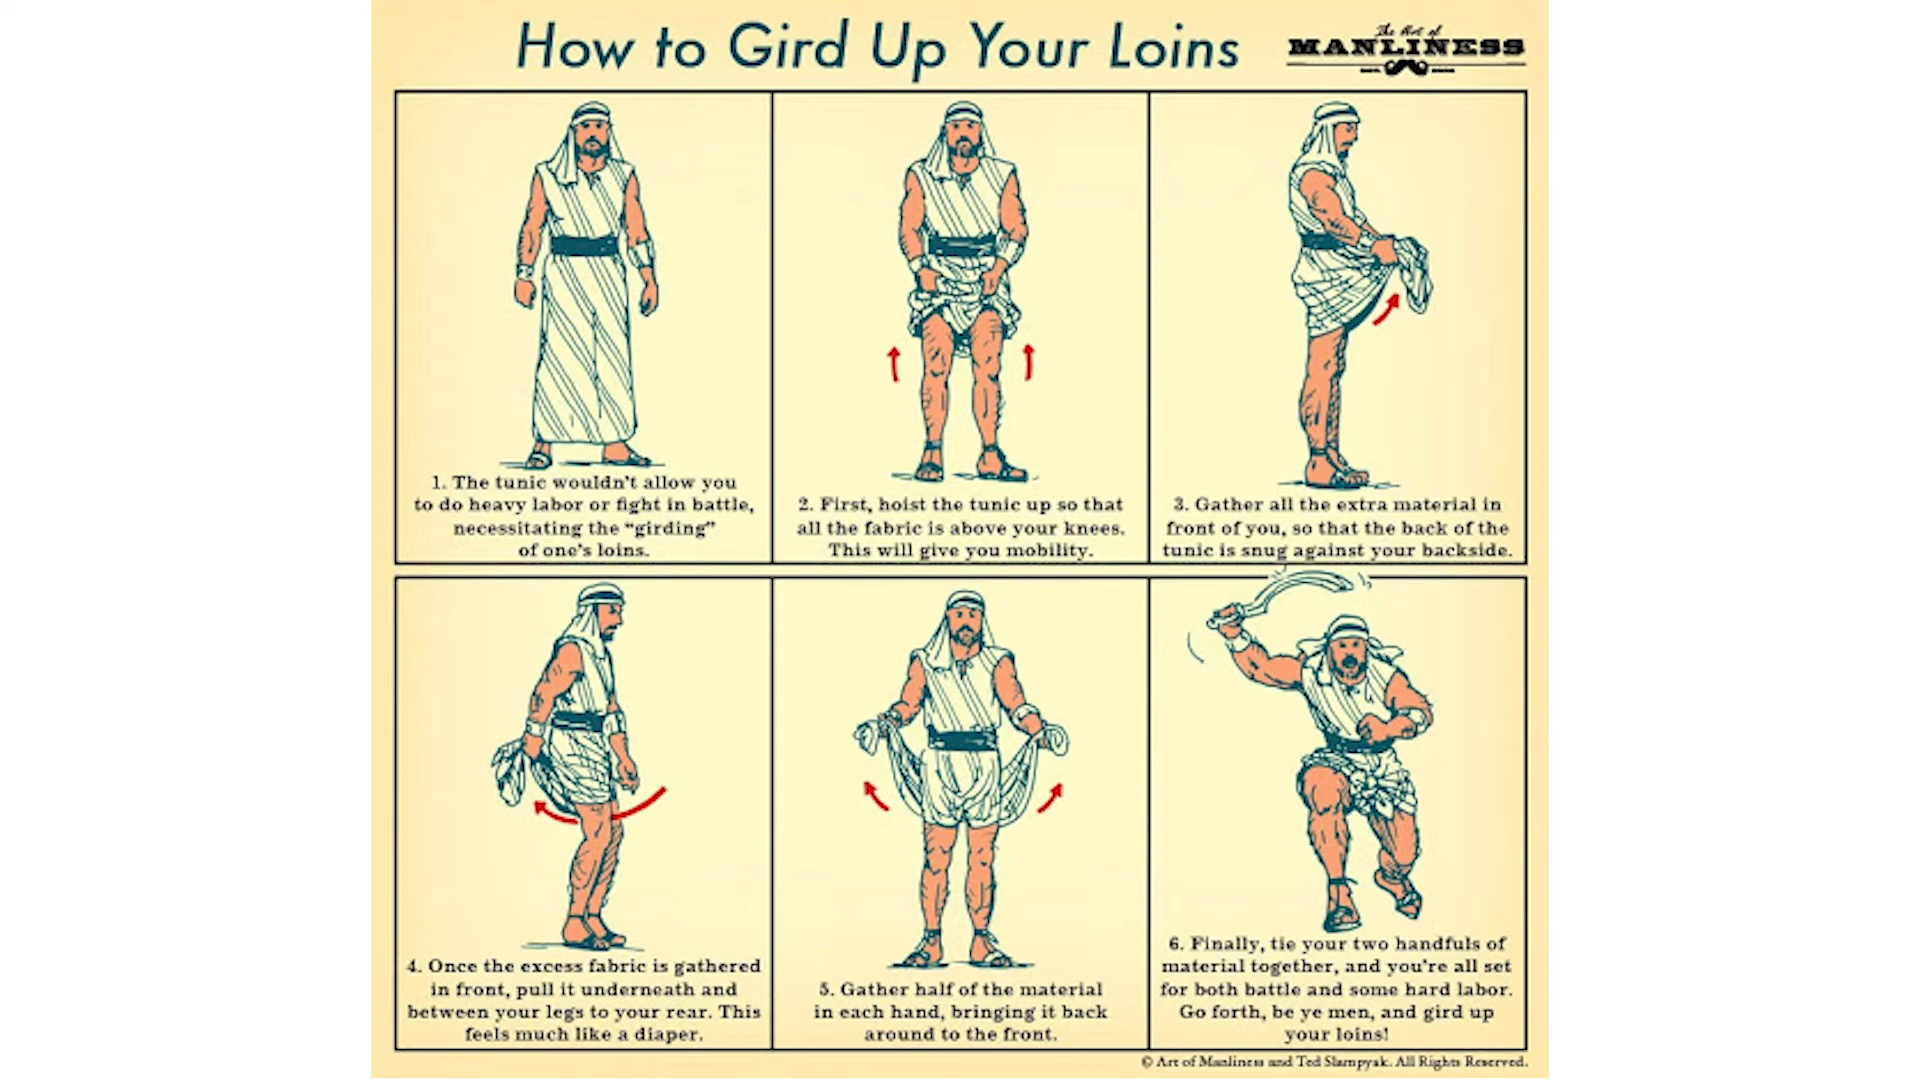 How to Gird Up Your Loins
The Art of
MANLINESS
1. The tunic wouldn't allow you
to do heavy labor or fight in battle,
necessitating the "girding"
of one's loins.
2. First, hoist the tunic up so that
all the fabric is above your knees.
This will give you mobility.
3. Gather all the extra material in
front of you, so that the back of the
tunic is snug against your backside.
4. Once the excess fabric is gathered
in front, pull it underneath and
between your legs to your rear. This
feels much like a diaper.
5. Gather half of the material
in each hand, bringing it back
around to the front.
6. Finally, tie your two handfuls of
material together, and you're all set
for both battle and some hard labor.
Go forth, be ye men, and gird up
your loins!
© Art of Manliness and Ted Slampyak. All Rights Reserved.